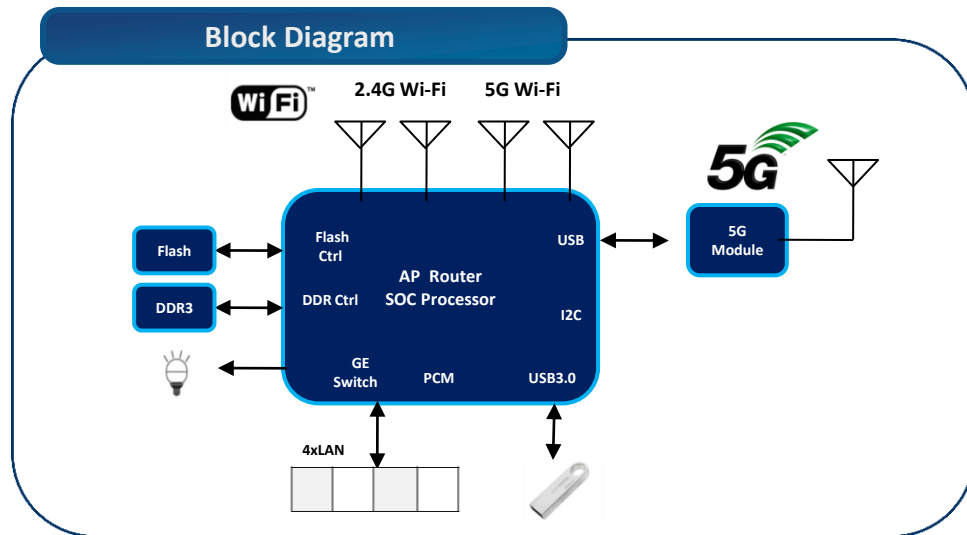 Block Diagram
WiFi™
2.4G Wi-Fi
5G Wi-Fi
5G
Flash
DDR3
Flash
Ctrl
DDR Ctrl
AP Router
SOC Processor
USB
I2C
GE
Switch
PCM
USB3.0
5G
Module
4xLAN